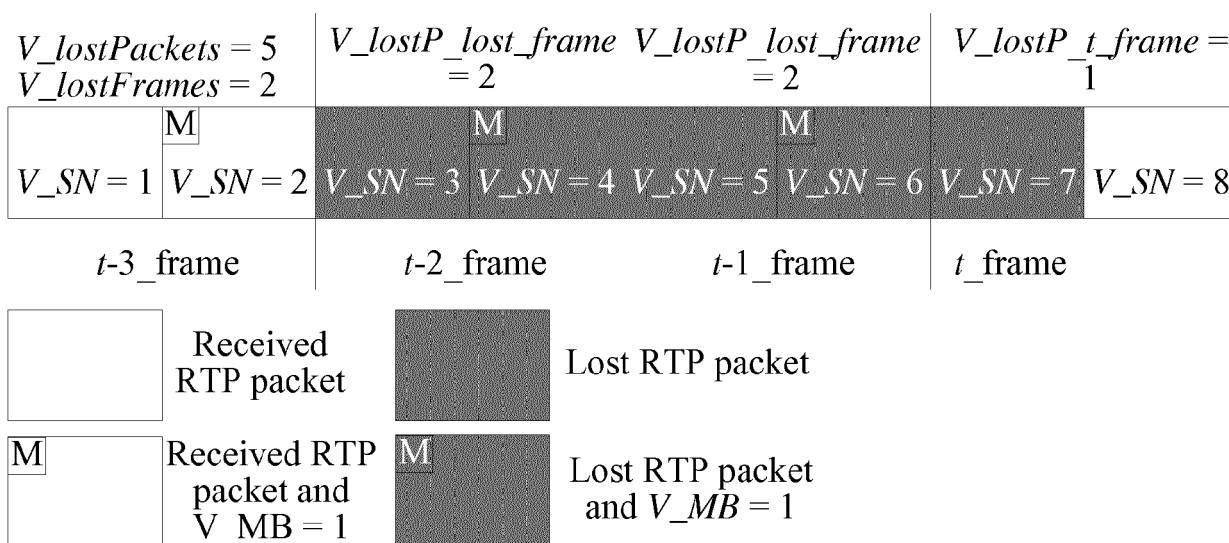 V_lostPackets = 5
V_lostFrames = 2
V_lostP_lost_frame
= 2
V_lostP_lost_frame
= 2
V_lostP_t_frame =
1
M
M
M
V_SN = 1
V_SN = 2
V_SN = 3
V_SN = 4
V_SN = 5
V_SN = 6
V_SN = 7
V_SN = 8
t-3_frame
t-2_frame
t-1_frame
t_frame
Received
RTP packet
Lost RTP packet
M
Received RTP
packet and
V_MB = 1
M
Lost RTP packet
and V_MB = 1